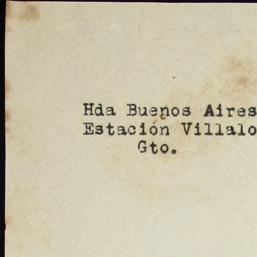 Hda Buenos Aires
Estación Villalo
Gto.